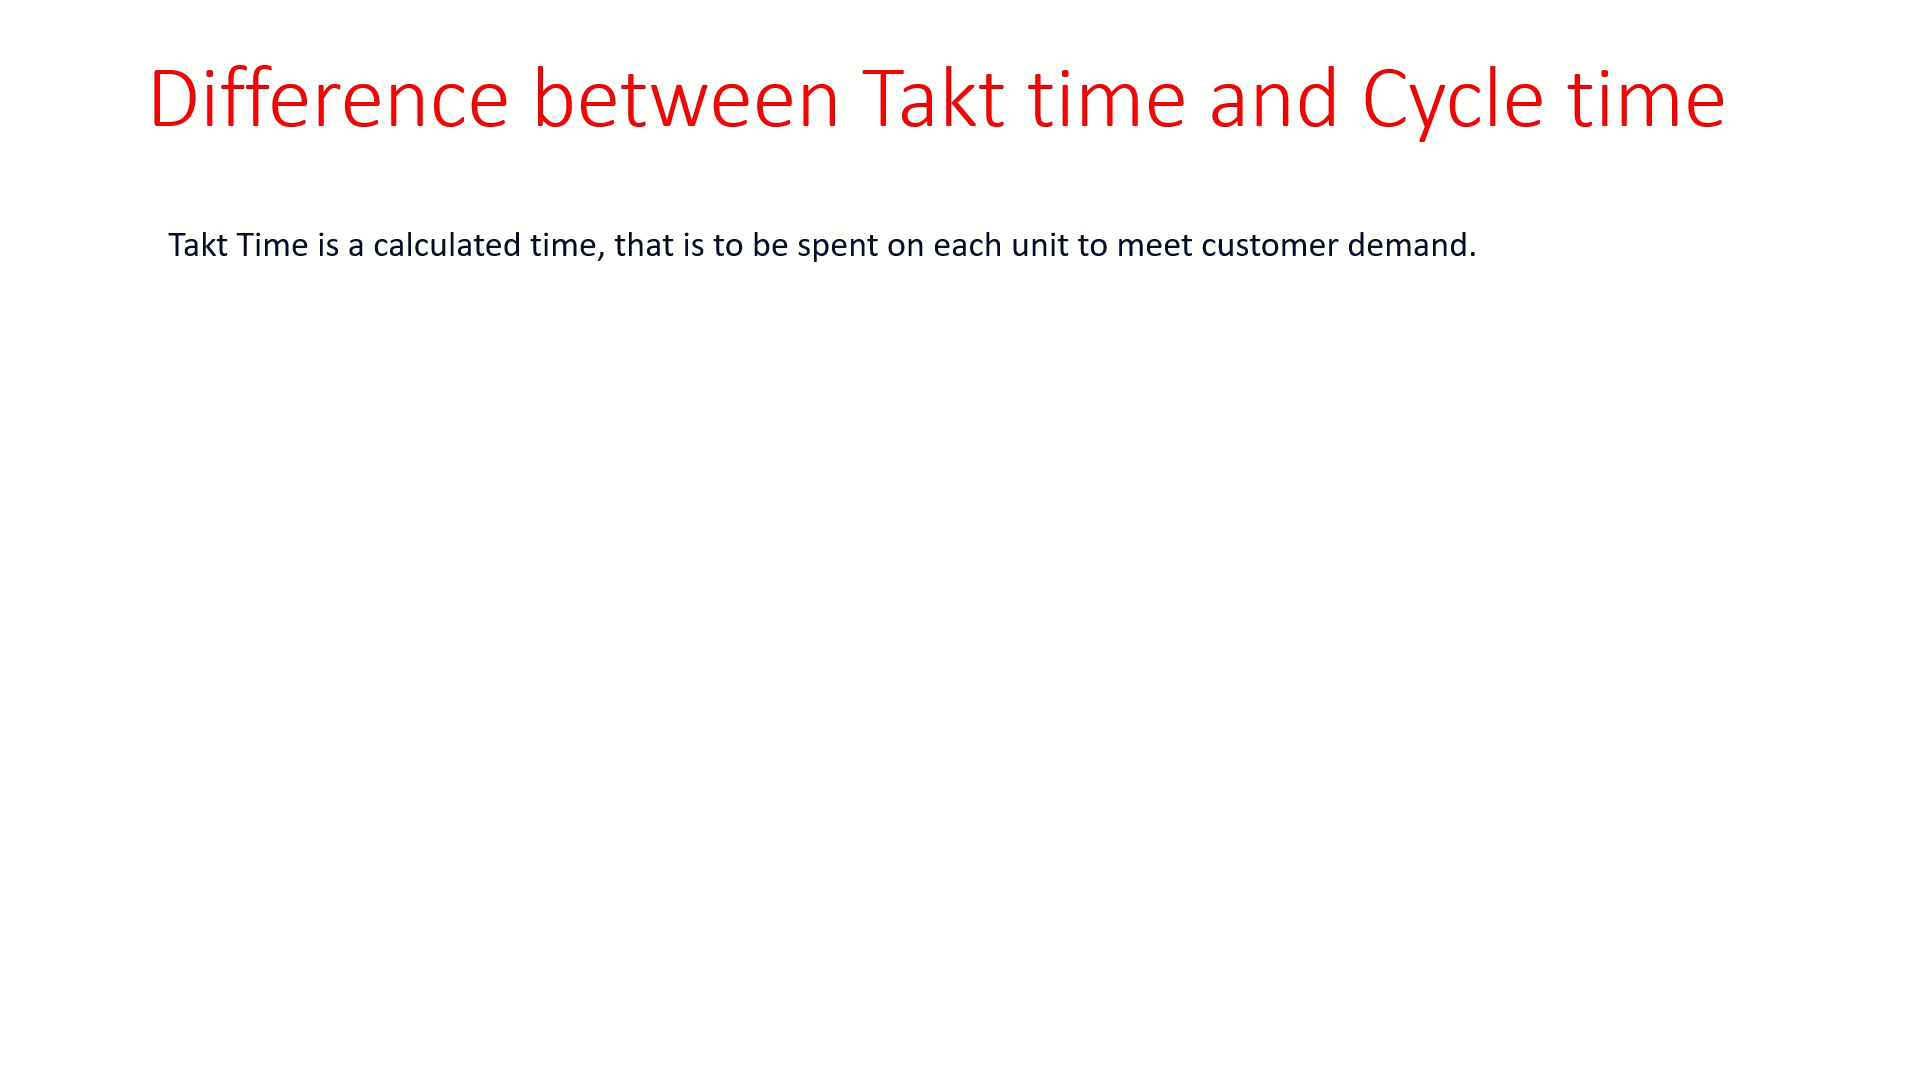 Difference between Takt time and Cycle time
Takt Time is a calculated time, that is to be spent on each unit to meet customer demand.